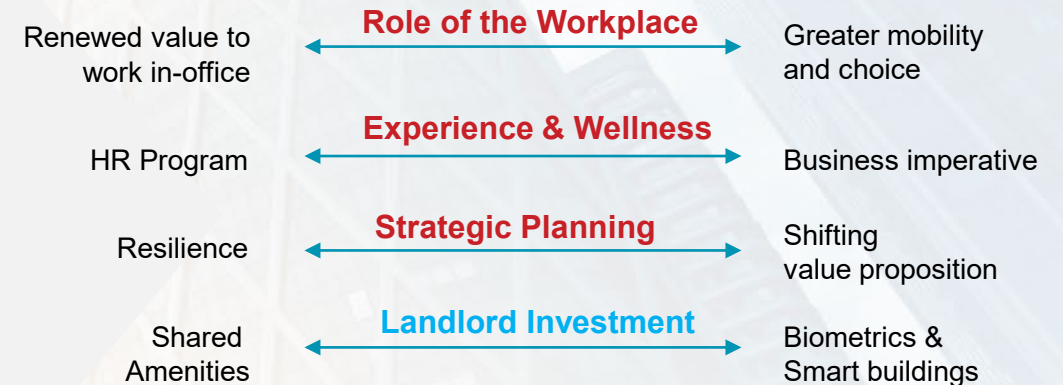 Role of the Workplace
Renewed value to
work in-office
Greater mobility
and choice
Experience & Wellness
HR Program
Business imperative
Strategic Planning
Resilience
Shifting
value proposition
Landlord Investment
Shared
Amenities
Biometrics &
Smart buildings